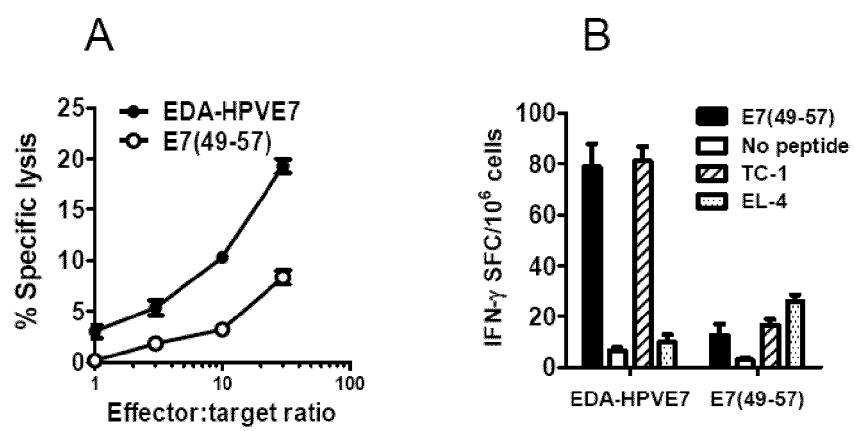 A
% Specific lysis
25
20
15
10
5
0
EDA-HPVE7
E7(49-57)
1
10
100
Effector:target ratio
B
IFN-γ SFC/10⁶ cells
100
80
60
40
20
0
E7(49-57)
No peptide
TC-1
EL-4
EDA-HPVE7
E7(49-57)